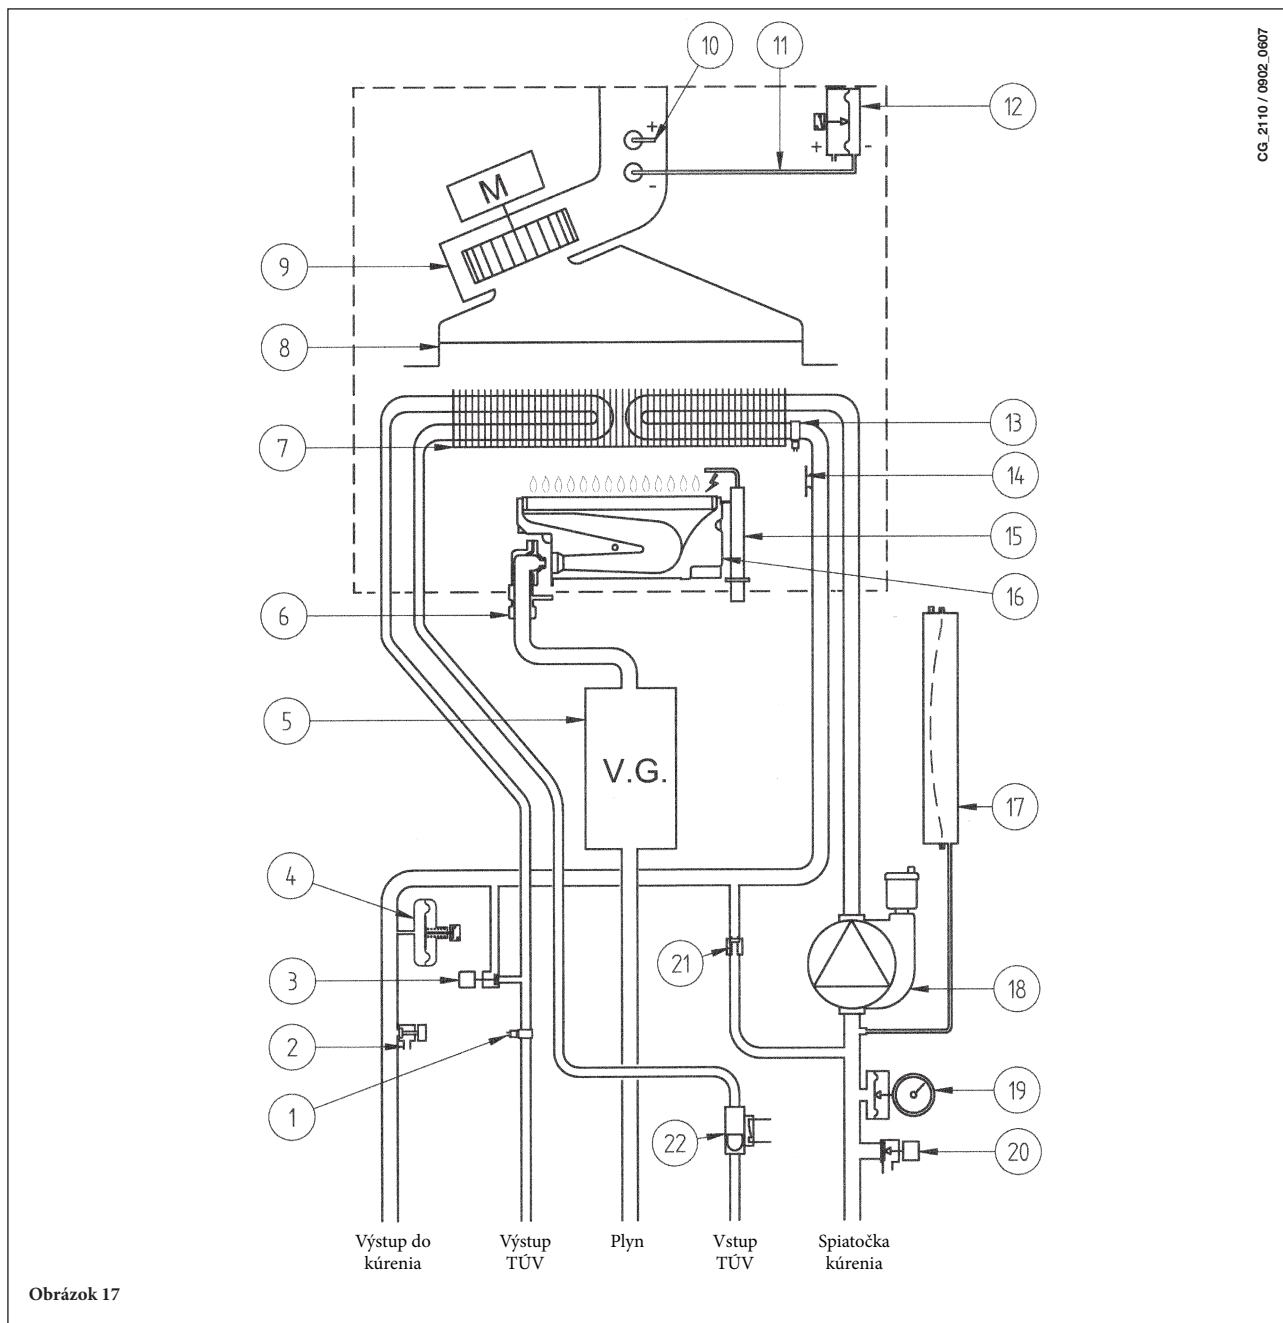 CG_2110 / 0902_0607
10
11
12
+
-
+
-
M
9
8
7
13
14
15
16
6
5
V.G.
17
4
3
21
18
2
1
22
19
20
Výstup do
kúrenia
Výstup
TÚV
Plyn
Vstup
TÚV
Spiatočka
kúrenia
Obrázok 17